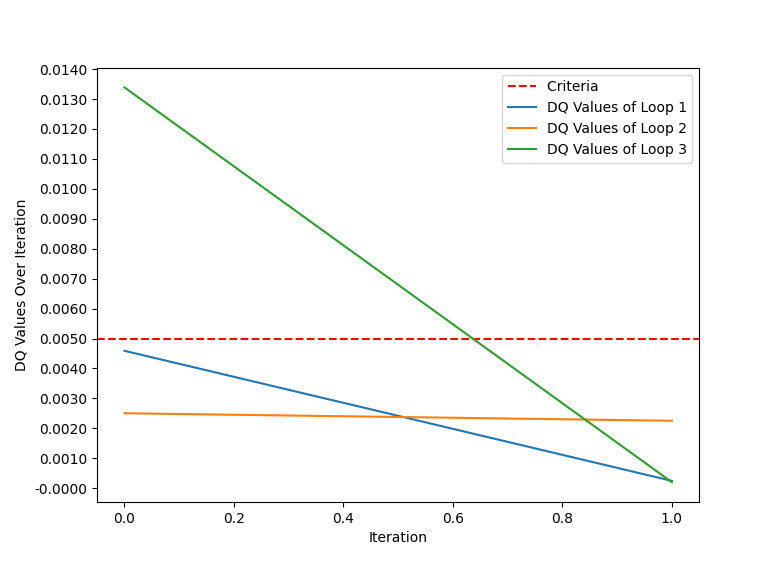 0.0140
0.0130
0.0120
0.0110
0.0100
0.0090
0.0080
0.0070
0.0060
0.0050
0.0040
0.0030
0.0020
0.0010
-0.0000
DQ Values Over Iteration
Criteria
DQ Values of Loop 1
DQ Values of Loop 2
DQ Values of Loop 3
0.0 0.2 0.4 0.6 0.8 1.0
Iteration